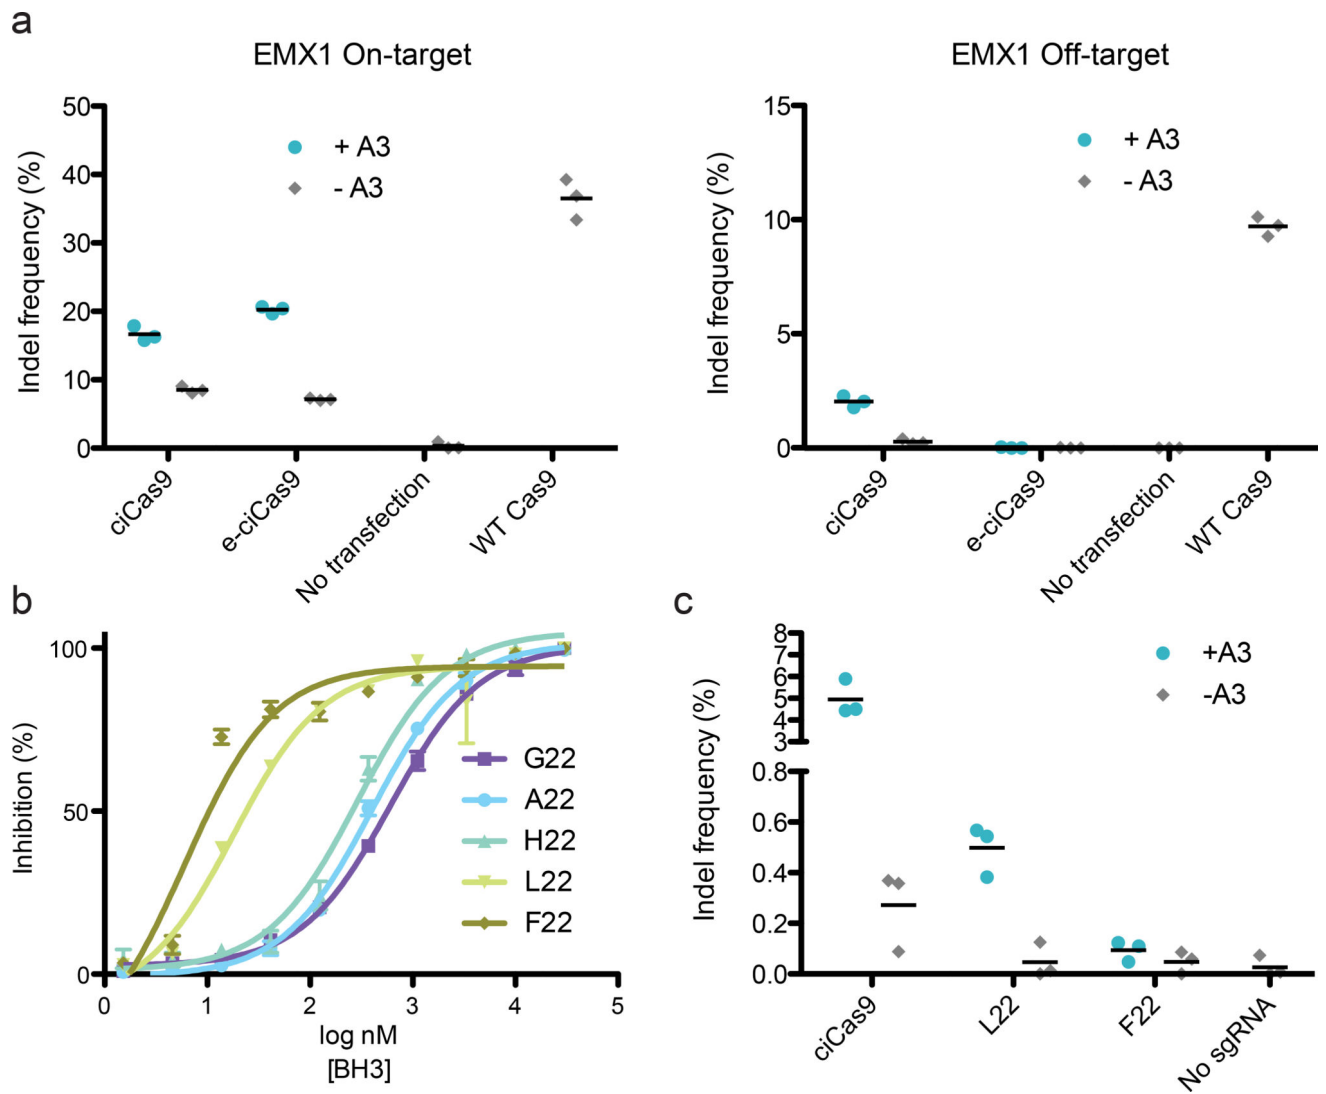 a
EMX1 On-target
EMX1 Off-target
Indel frequency (%)
50
40
30
20
10
0
+ A3
- A3
ciCas9
e-ciCas9
No transfection
WT Cas9
Indel frequency (%)
15
10
5
0
+ A3
- A3
ciCas9
e-ciCas9
No transfection
WT Cas9
b
Inhibition (%)
100
50
0
G22
A22
H22
L22
F22
0 1 2 3 4 5
log nM
[BH3]
c
Indel frequency (%)
8
7
6
5
4
3
0.8
0.6
0.4
0.2
0.0
+A3
-A3
ciCas9
L22
F22
No sgRNA